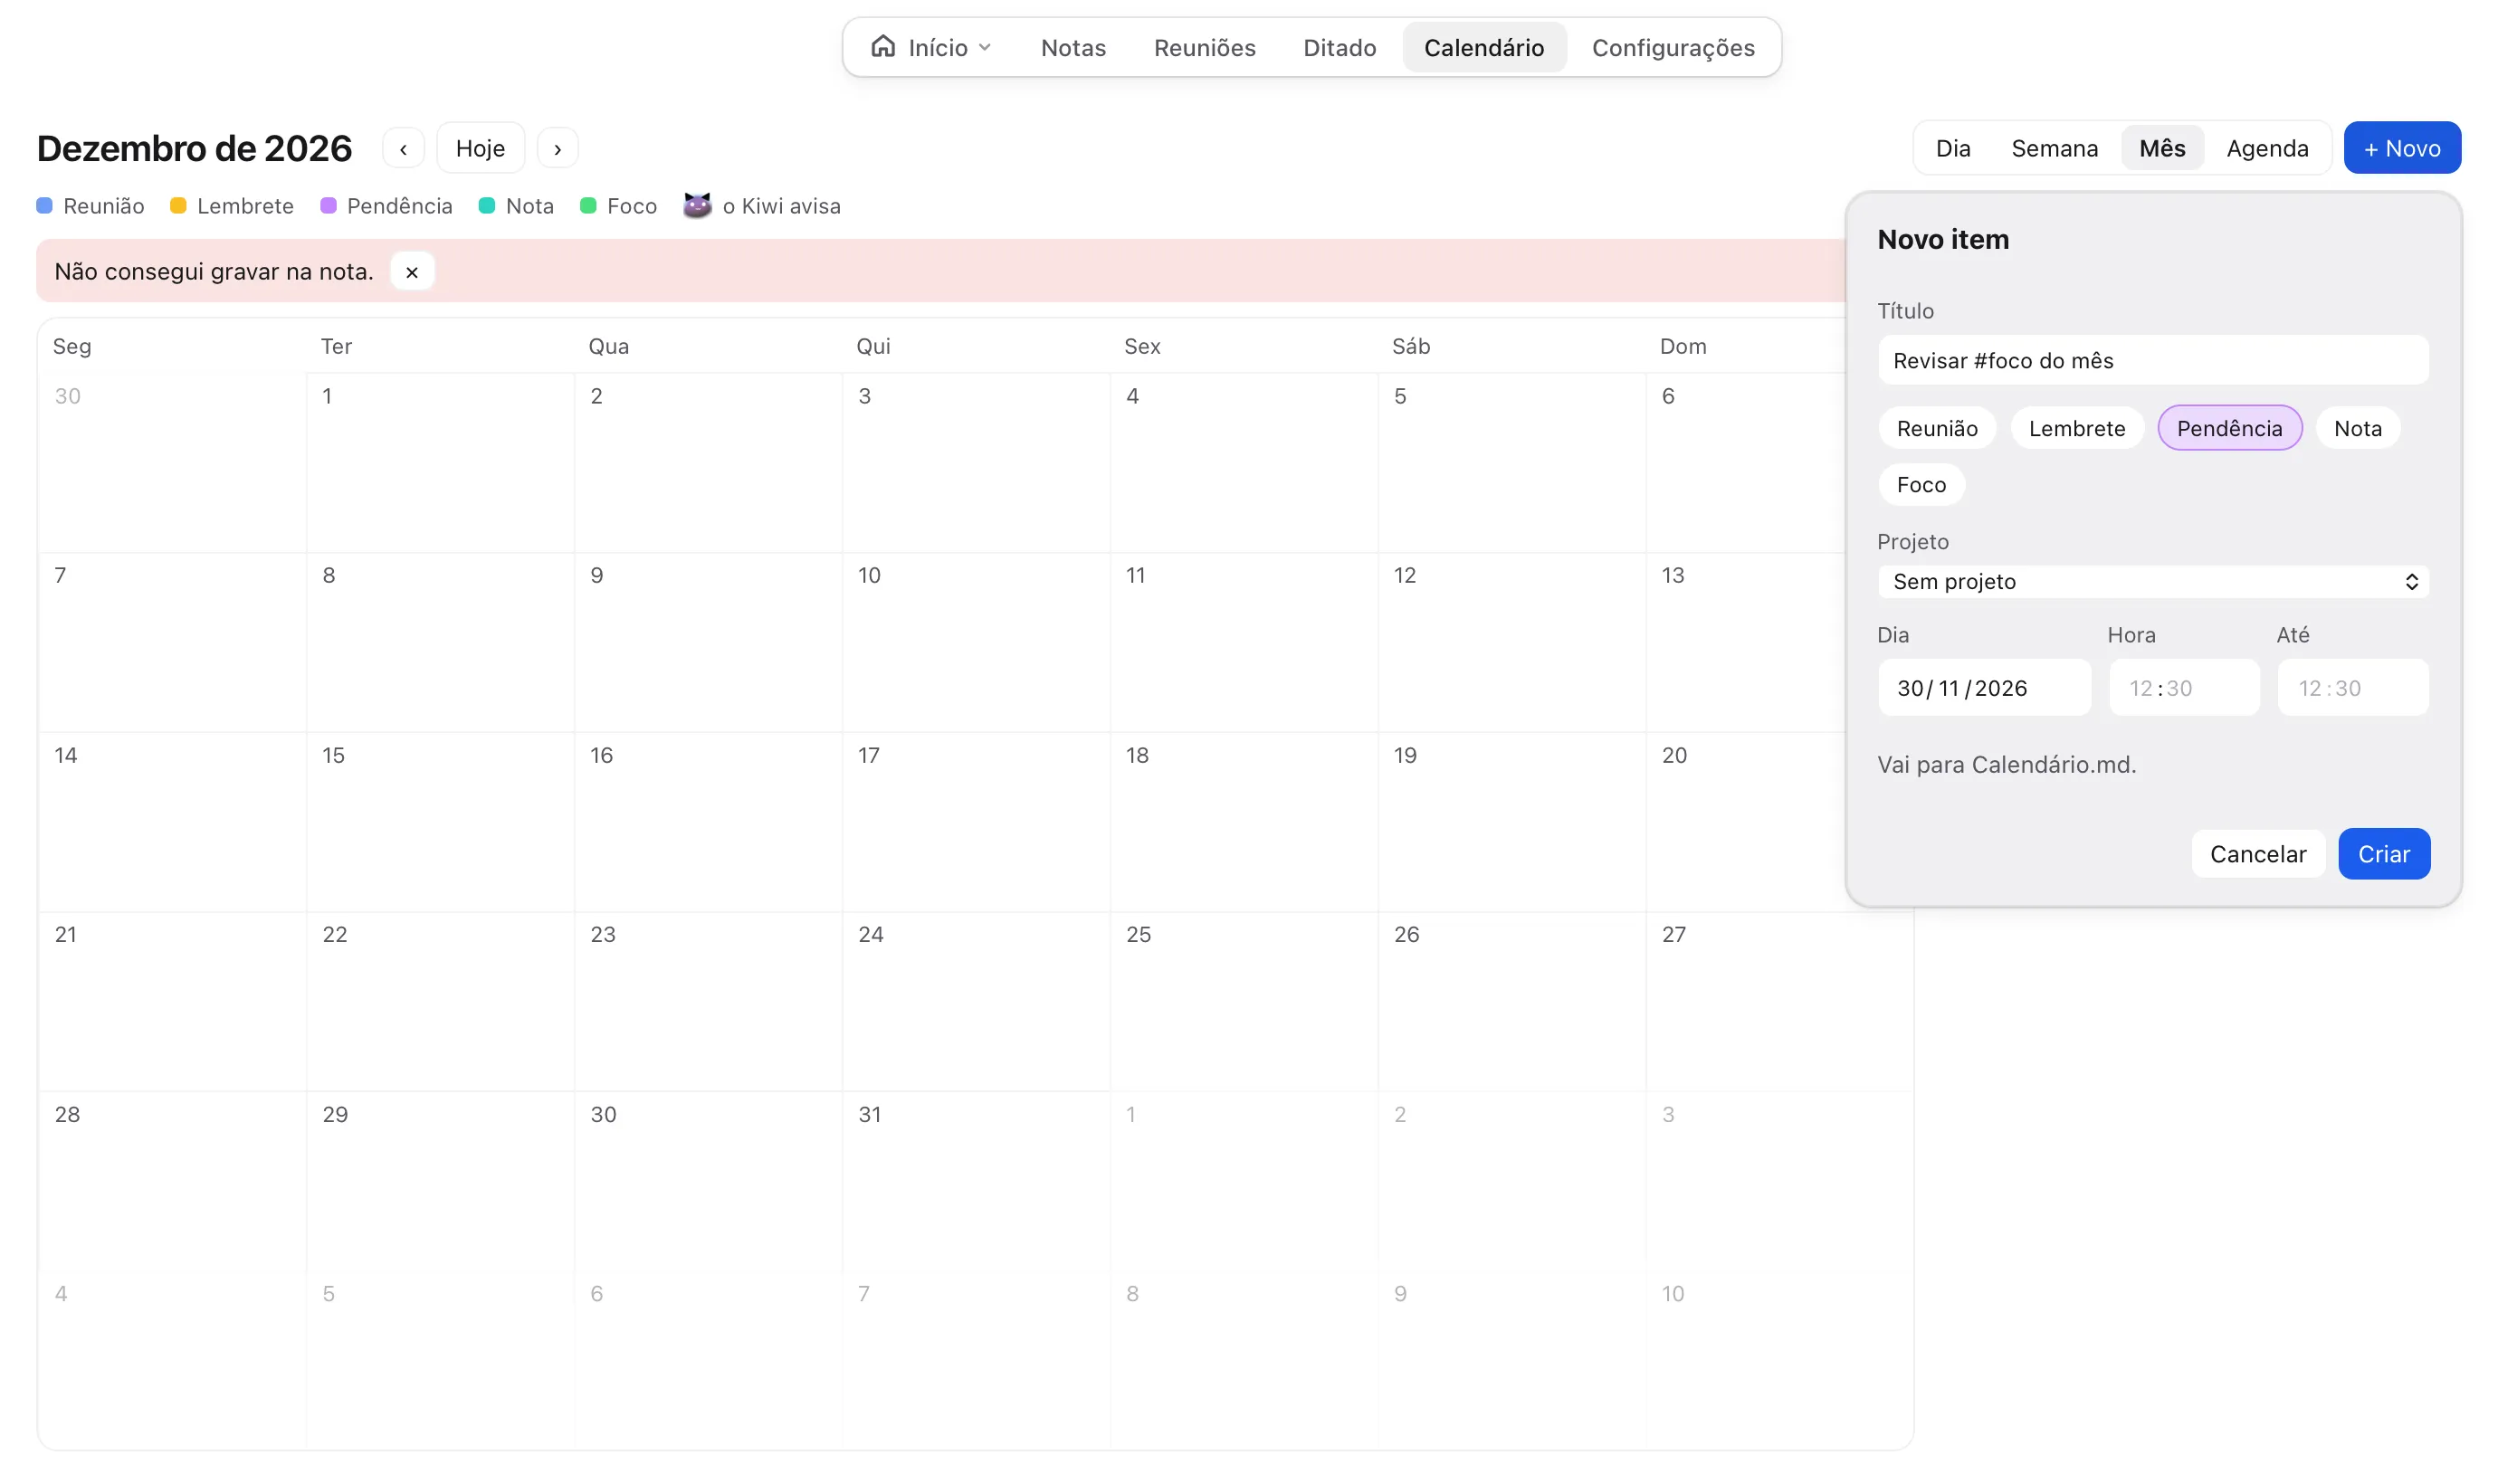 Início Notas Reuniões Ditado Calendário Configurações
Dezembro de 2026 ‹ Hoje › Dia Semana Mês Agenda + Novo
Reunião Lembrete Pendência Nota Foco o Kiwi avisa
Não consegui gravar na nota. ×
Seg Ter Qua Qui Sex Sáb Dom
30 1 2 3 4 5 6
7 8 9 10 11 12 13
14 15 16 17 18 19 20
21 22 23 24 25 26 27
28 29 30 31 1 2 3
4 5 6 7 8 9 10
Novo item
Título
Revisar #foco do mês
Reunião Lembrete Pendência Nota
Foco
Projeto
Sem projeto
Dia Hora Até
30/11/2026 12:30 12:30
Vai para Calendário.md.
Cancelar Criar